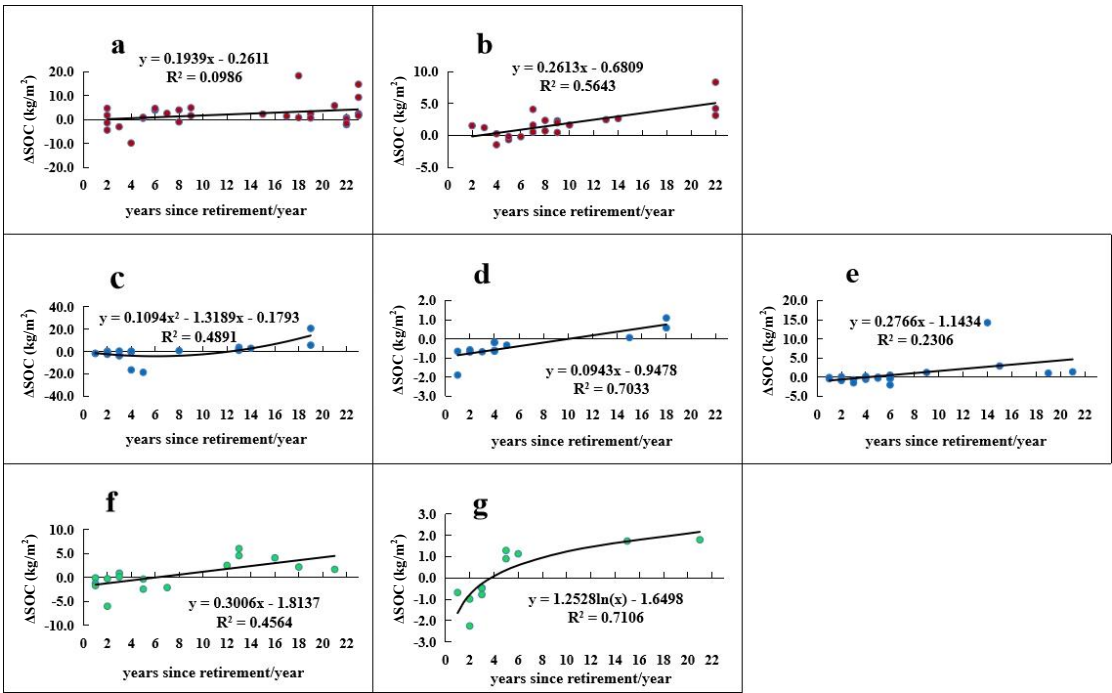 a
y = 0.1939x - 0.2611
R² = 0.0986
ΔSOC (kg/m²)
20.0
10.0
0.0
-10.0
-20.0
0 2 4 6 8 10 12 14 16 18 20 22
years since retirement/year
b
y = 0.2613x - 0.6809
R² = 0.5643
ΔSOC (kg/m²)
10.0
5.0
0.0
-5.0
0 2 4 6 8 10 12 14 16 18 20 22
years since retirement/year
c
y = 0.1094x² - 1.3189x - 0.1793
R² = 0.4891
ΔSOC (kg/m²)
40.0
20.0
0.0
-20.0
-40.0
0 2 4 6 8 10 12 14 16 18 20 22
years since retirement/year
d
y = 0.0943x - 0.9478
R² = 0.7033
ΔSOC (kg/m²)
2.0
1.0
0.0
-1.0
-2.0
-3.0
0 2 4 6 8 10 12 14 16 18 20 22
years since retirement/year
e
y = 0.2766x - 1.1434
R² = 0.2306
ΔSOC (kg/m²)
20.0
15.0
10.0
5.0
0.0
-5.0
0 2 4 6 8 10 12 14 16 18 20 22
years since retirement/year
f
y = 0.3006x - 1.8137
R² = 0.4564
ΔSOC (kg/m²)
10.0
5.0
0.0
-5.0
-10.0
0 2 4 6 8 10 12 14 16 18 20 22
years since retirement/year
g
y = 1.2528ln(x) - 1.6498
R² = 0.7106
ΔSOC (kg/m²)
3.0
2.0
1.0
0.0
-1.0
-2.0
-3.0
0 2 4 6 8 10 12 14 16 18 20 22
years since retirement/year